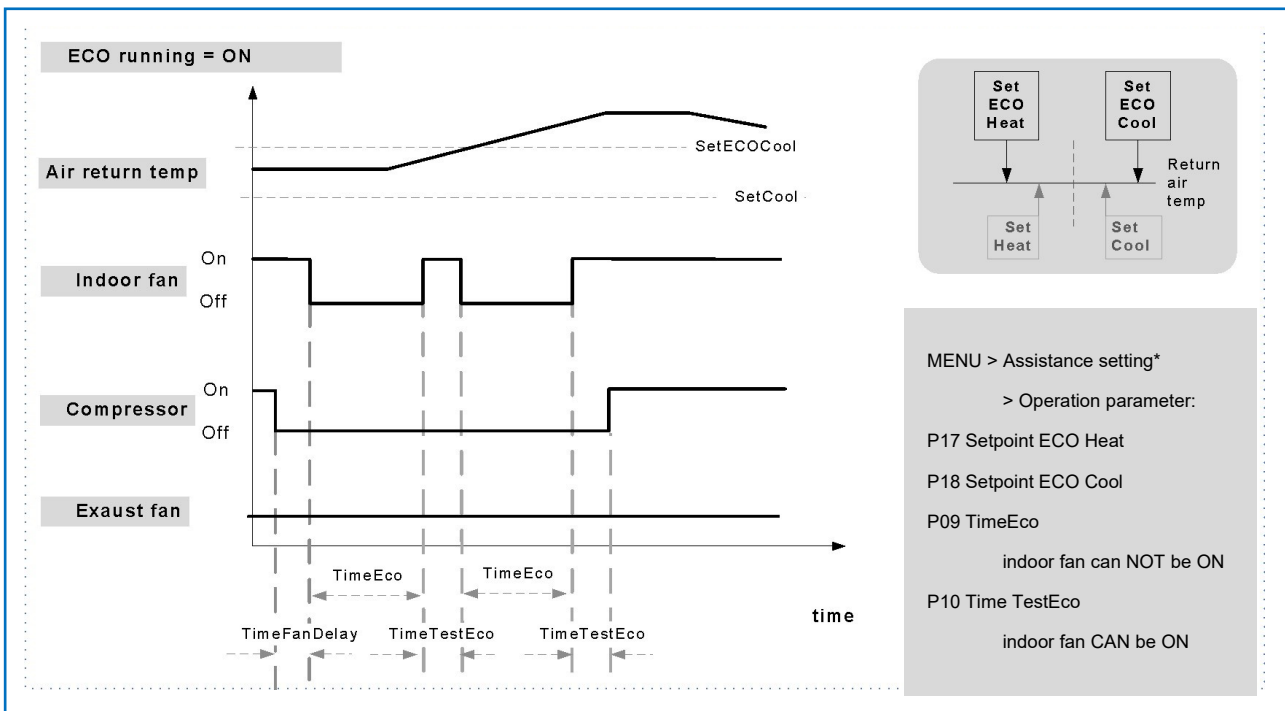 ECO running = ON
SetECOCool
Air return temp
SetCool
On
Indoor fan
Off
On
Compressor
Off
Exaust fan
TimeEco
TimeEco
time
TimeFanDelay
TimeTestEco
TimeTestEco
Set
ECO
Heat
Set
ECO
Cool
Return
air
temp
Set
Heat
Set
Cool
MENU > Assistance setting*
> Operation parameter:
P17 Setpoint ECO Heat
P18 Setpoint ECO Cool
P09 TimeEco
indoor fan can NOT be ON
P10 Time TestEco
indoor fan CAN be ON